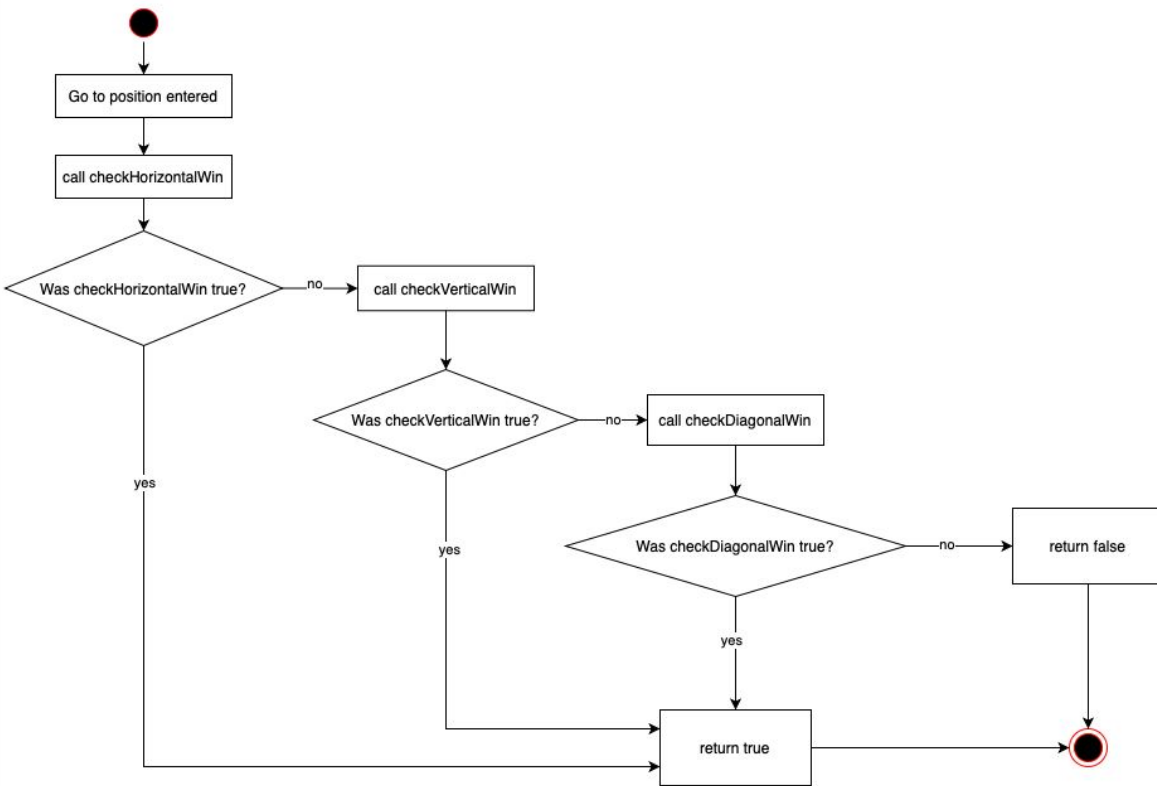 Go to position entered
call checkHorizontalWin
Was checkHorizontalWin true?
no
call checkVerticalWin
Was checkVerticalWin true?
no
call checkDiagonalWin
yes
yes
Was checkDiagonalWin true?
no
return false
yes
return true